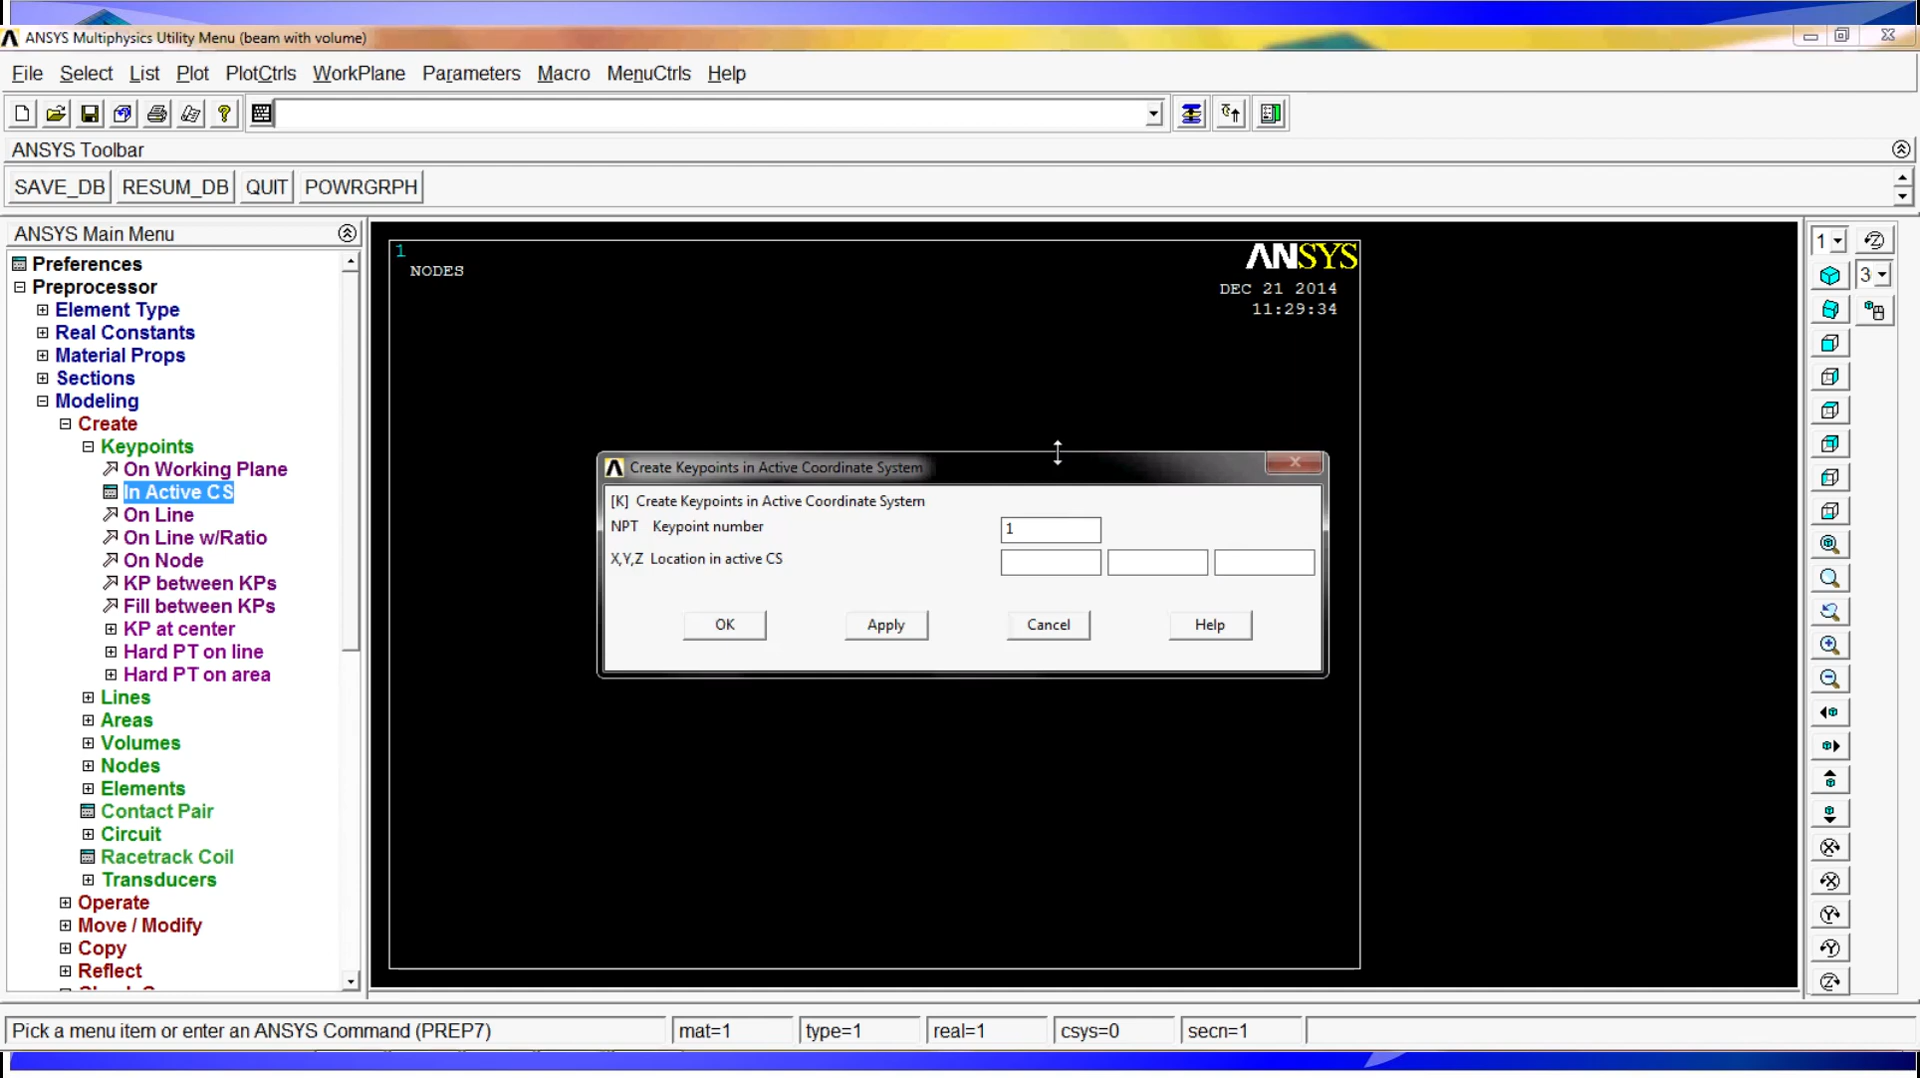 ANSYS Multiphysics Utility Menu (beam with volume)
File Select List Plot PlotCtrls WorkPlane Parameters Macro MenuCtrls Help
ANSYS Toolbar
SAVE_DB RESUM_DB QUIT POWRGRPH
ANSYS Main Menu
Preferences
Preprocessor
Element Type
Real Constants
Material Props
Sections
Modeling
Create
Keypoints
On Working Plane
In Active CS
On Line
On Line w/Ratio
On Node
KP between KPs
Fill between KPs
KP at center
Hard PT on line
Hard PT on area
Lines
Areas
Volumes
Nodes
Elements
Contact Pair
Circuit
Racetrack Coil
Transducers
Operate
Move / Modify
Copy
Reflect
1
NODES
ANSYS
DEC 21 2014
11:29:34
Create Keypoints in Active Coordinate System
[K] Create Keypoints in Active Coordinate System
NPT Keypoint number 1
X,Y,Z Location in active CS
OK Apply Cancel Help
1
3
Pick a menu item or enter an ANSYS Command (PREP7) mat=1 type=1 real=1 csys=0 secn=1